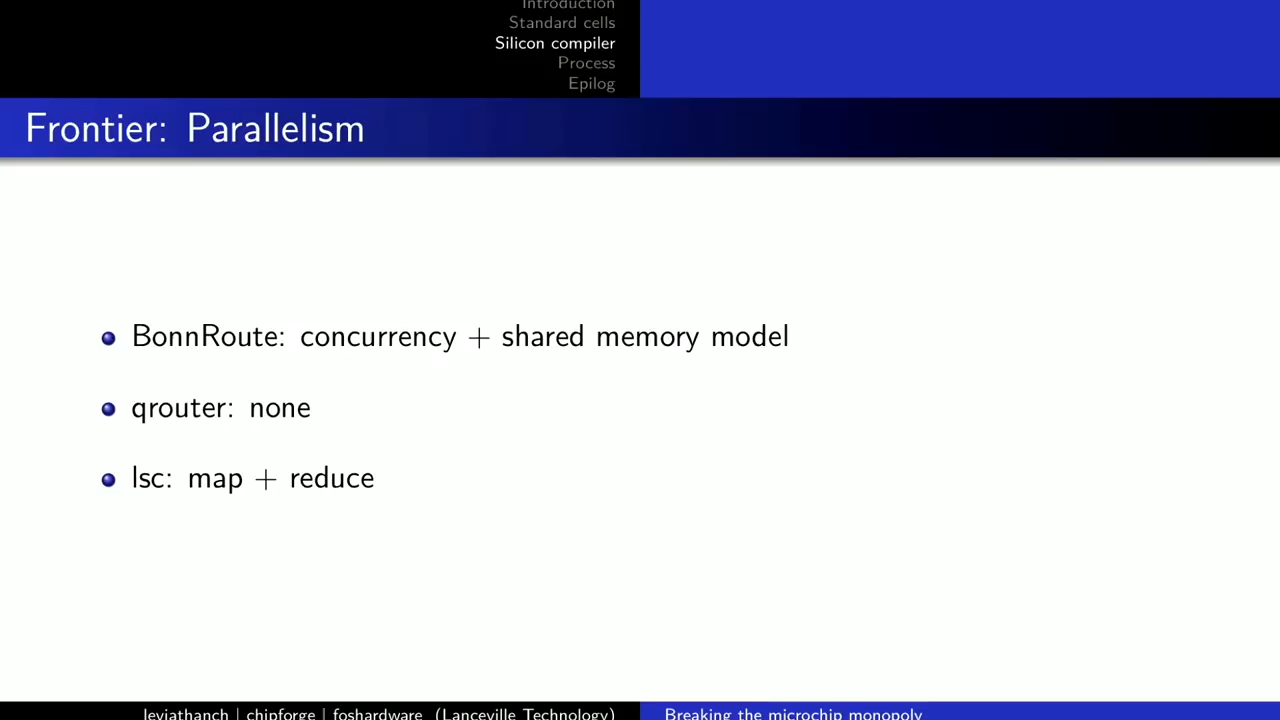 Introduction
Standard cells
Silicon compiler
Process
Epilog
Frontier: Parallelism
BonnRoute: concurrency + shared memory model
qrouter: none
lsc: map + reduce
leviathanch | chipforge | foshardware (Lanceville Technology)
Breaking the microchip monopoly